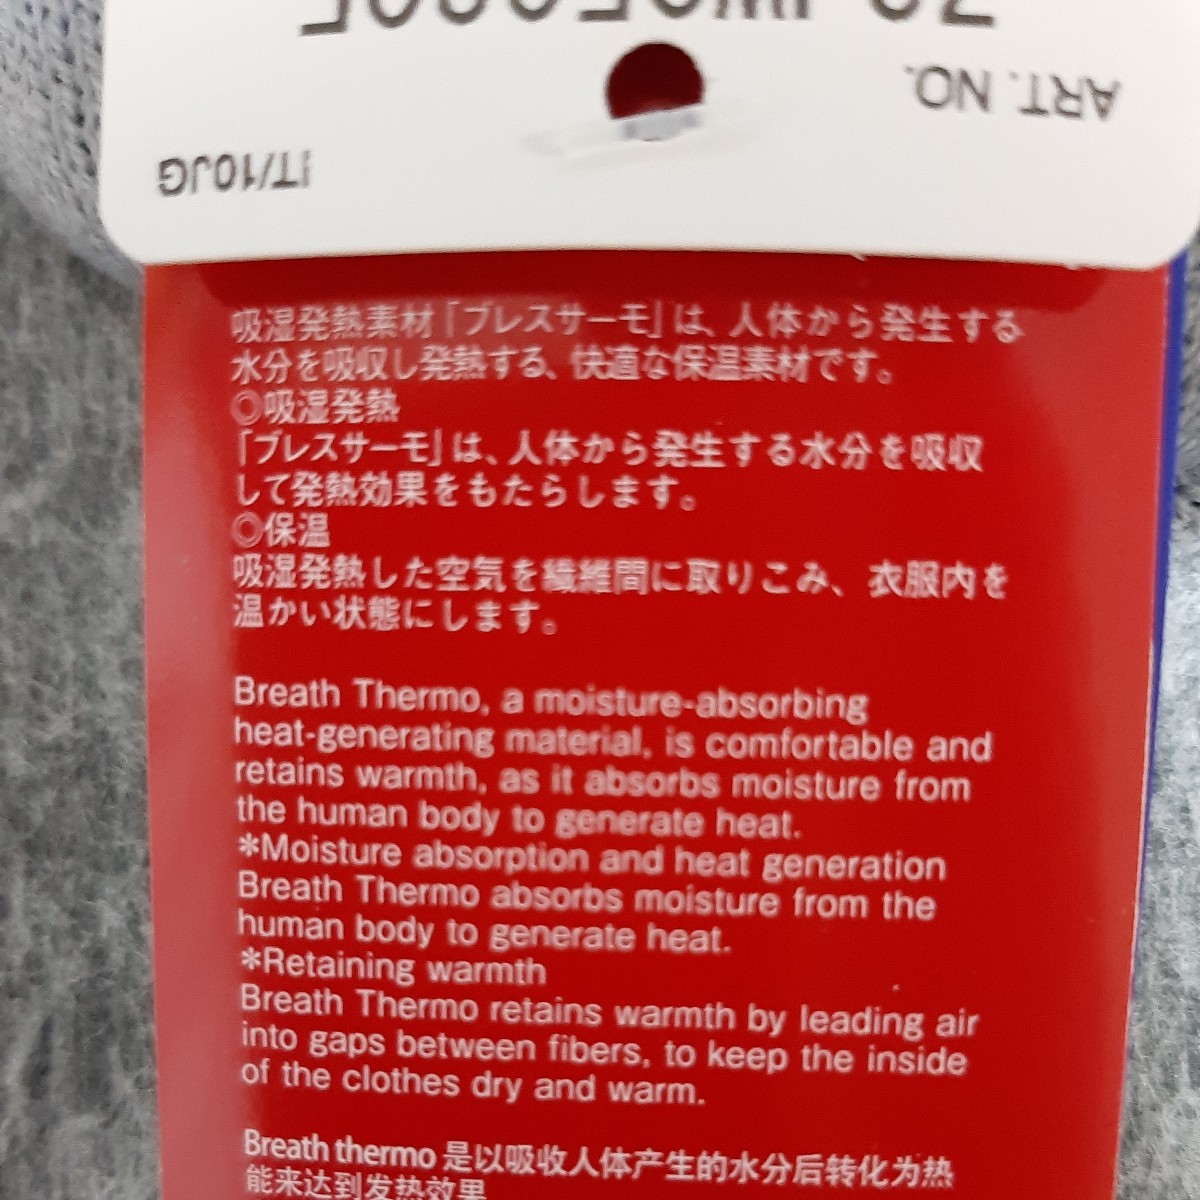 ART. NO.
IT/10JG
吸湿発熱素材「ブレスサーモ」は、人体から発生する
水分を吸収し発熱する、快適な保温素材です。
◎吸湿発熱
「ブレスサーモ」は、人体から発生する水分を吸収
して発熱効果をもたらします。
◎保温
吸湿発熱した空気を繊維間に取りこみ、衣服内を
温かい状態にします。
Breath Thermo, a moisture-absorbing
heat-generating material, is comfortable and
retains warmth, as it absorbs moisture from
the human body to generate heat.
*Moisture absorption and heat generation
Breath Thermo absorbs moisture from the
human body to generate heat.
*Retaining warmth
Breath Thermo retains warmth by leading air
into gaps between fibers, to keep the inside
of the clothes dry and warm.
Breath thermo 是以吸收人体产生的水分后转化为热
能来达到发热效果